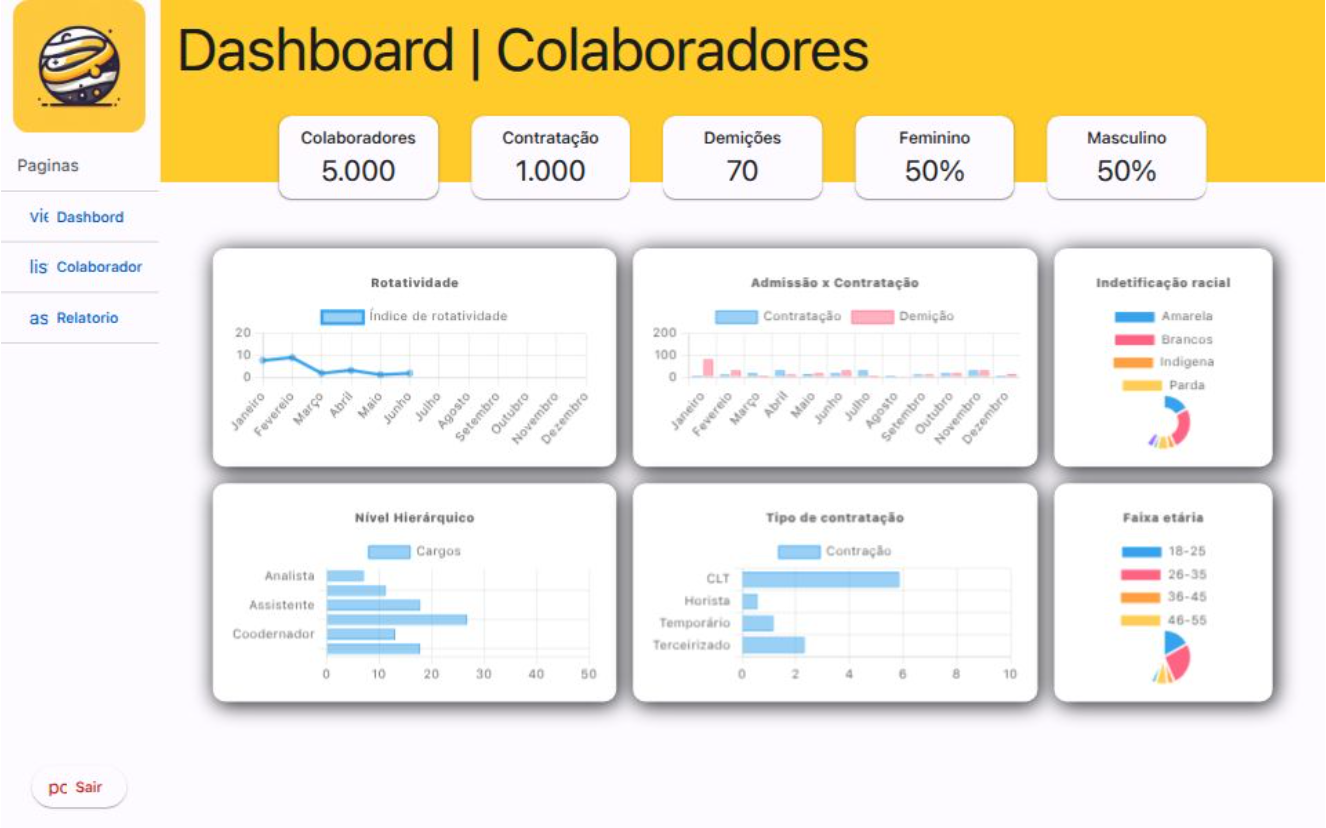 Dashboard | Colaboradores
Colaboradores
5.000
Contratação
1.000
Demições
70
Feminino
50%
Masculino
50%
Paginas
vie Dashbord
lis Colaborador
as Relatorio
po Sair
Rotatividade
Índice de rotatividade
20
10
0
Janeiro
Fevereio
Março
Abril
Maio
Junho
Julho
Agosto
Setembro
Outubro
Novembro
Dezembro
Admissão x Contratação
Contratação Demição
200
100
0
Janeiro
Fevereio
Março
Abril
Maio
Junho
Julho
Agosto
Setembro
Outubro
Novembro
Dezembro
Indetificação racial
Amarela
Brancos
Indigena
Parda
Nível Hierárquico
Cargos
Analista
Assistente
Coodernador
0 10 20 30 40 50
Tipo de contratação
Contração
CLT
Horista
Temporário
Terceirizado
0 2 4 6 8 10
Faixa etária
18-25
26-35
36-45
46-55